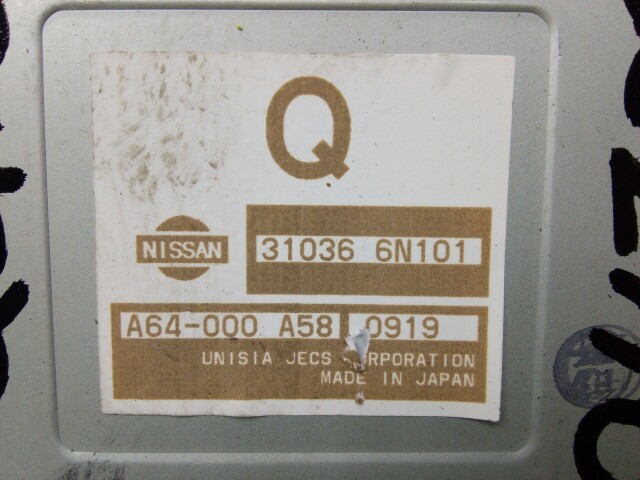 Q
NISSAN
31036 6N101
A64-000 A58 0919
UNISIA JECS CORPORATION
MADE IN JAPAN